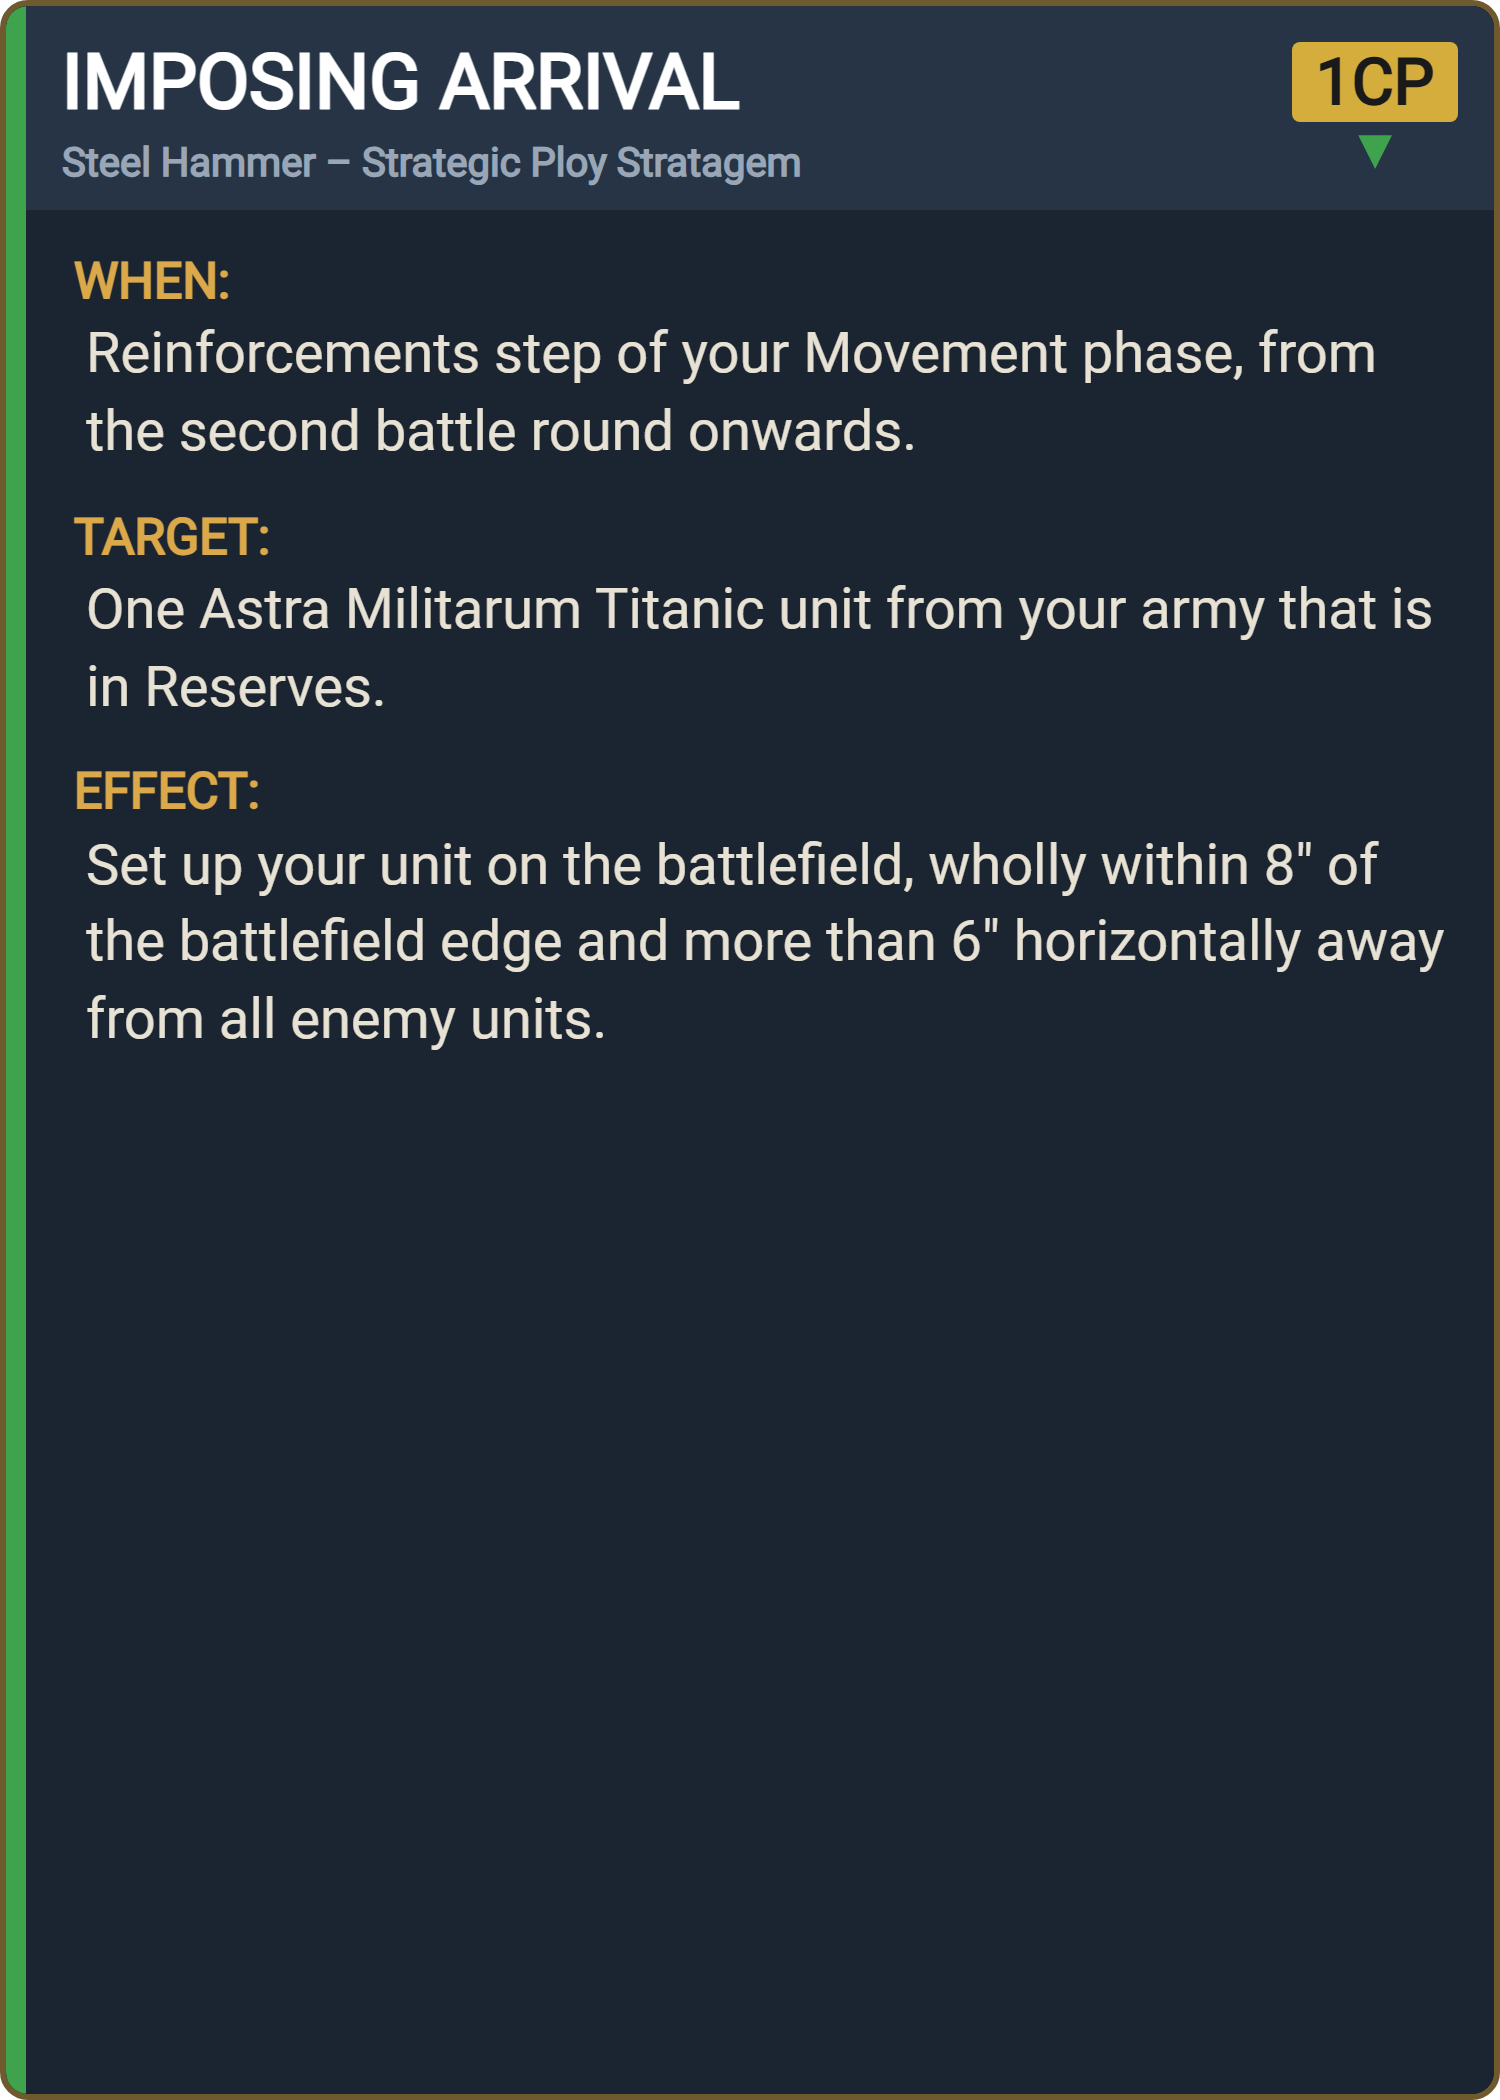 IMPOSING ARRIVAL
1CP
Steel Hammer – Strategic Ploy Stratagem
WHEN:
Reinforcements step of your Movement phase, from
the second battle round onwards.
TARGET:
One Astra Militarum Titanic unit from your army that is
in Reserves.
EFFECT:
Set up your unit on the battlefield, wholly within 8" of
the battlefield edge and more than 6" horizontally away
from all enemy units.